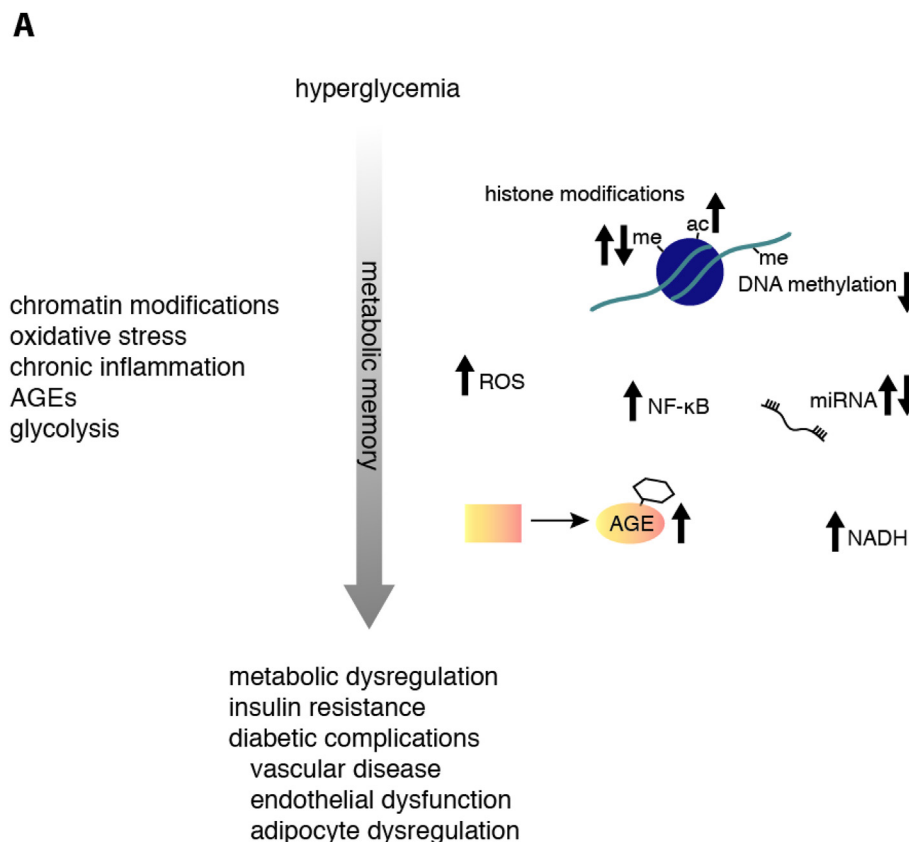 A
hyperglycemia
metabolic memory
chromatin modifications
oxidative stress
chronic inflammation
AGEs
glycolysis
histone modifications
me
ac
me
DNA methylation
ROS
NF-κB
miRNA
AGE
NADH
metabolic dysregulation
insulin resistance
diabetic complications
vascular disease
endothelial dysfunction
adipocyte dysregulation